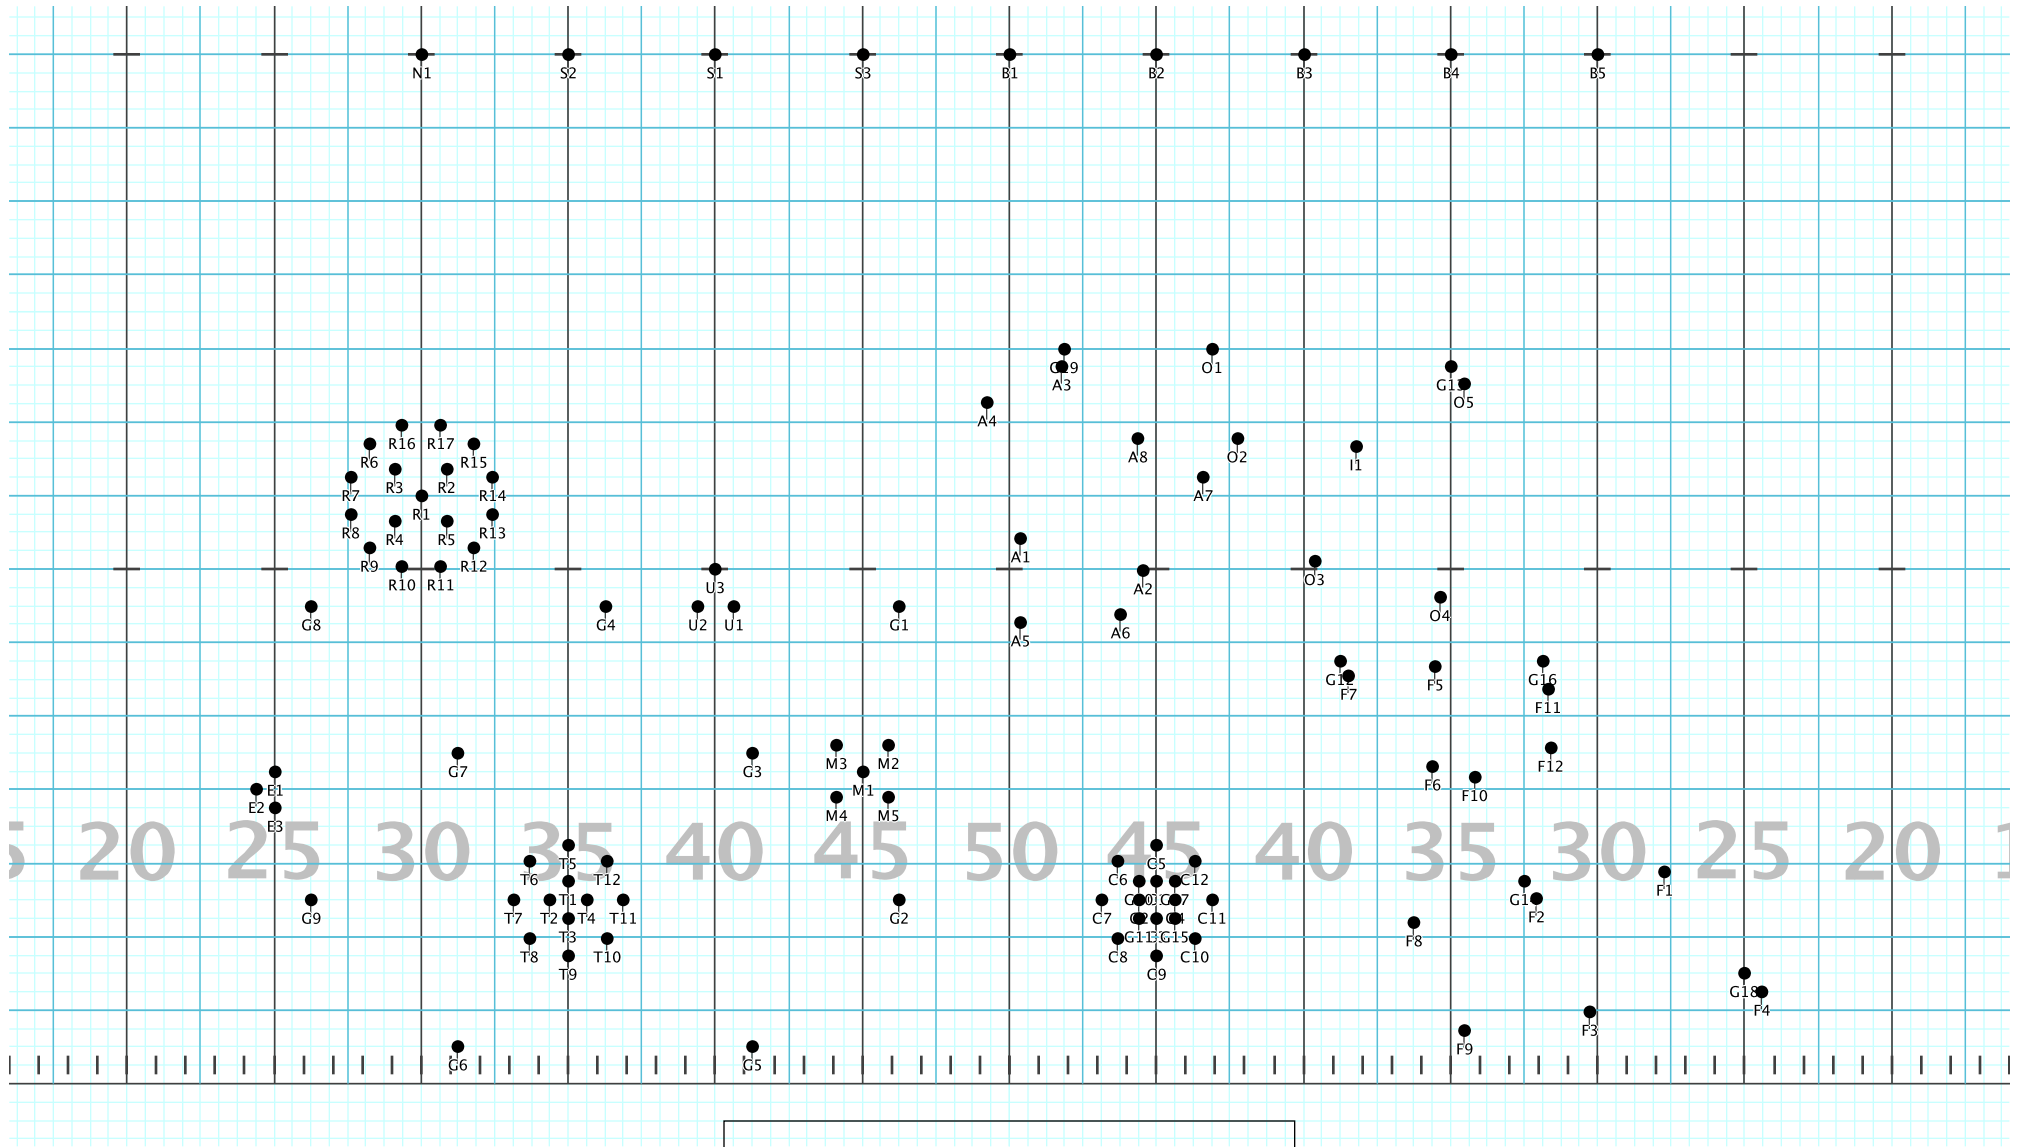 N1 S2 S1 S3 B1 B2 B3 B4 B5
A3 O1 G13
O5
A4
R16 R17
R6 R15 A8 O2 I1
R3 R2
R7 R14 A7
R1
R8 R4 R5 R13
A1
R9 R12
R10 R11 U3 A2 O3
G8 G4 U2 U1 G1 O4
A5 A6
G12 F5 G16
F7 F11
M3 M2 F12
G7 G3
E1 M1 F6 F10
E2 M4 M5
E3
20 25 30 35 40 45 50 45 40 35 30 25 20
T5 C5
T6 T12 C6 C12 F1
T1
G9 T7 T2 T4 T11 G2 C7 C11 F2
T3 G11 G15 F8
T8 T10 C8 C10
T9 C9
G18
F4
F3
F9
G6 G5